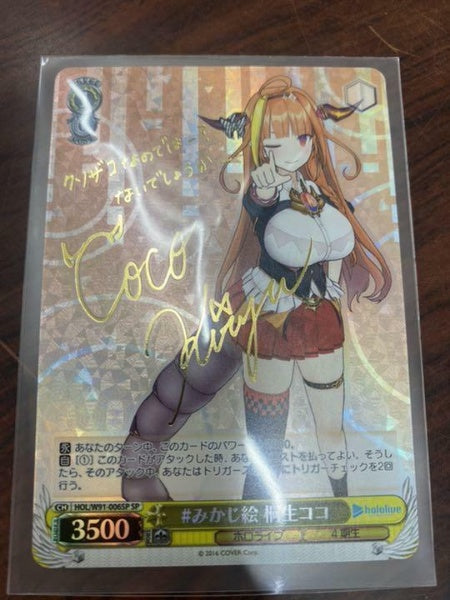 クソザコなのでは
ないでしょうか
Coco
Kiryu
永 あなたのターン中、このカードのパワー
自 [①] このカードがアタックした時、あなたはコストを払ってよい。そうし
たら、そのアタック中、あなたはトリガーステップにトリガーチェックを2回
行う。
CH HOL/W91-006SP SP
3500
#みかじ絵 桐生ココ
hololive
ホロライブ 4期生
© 2016 COVER Corp.